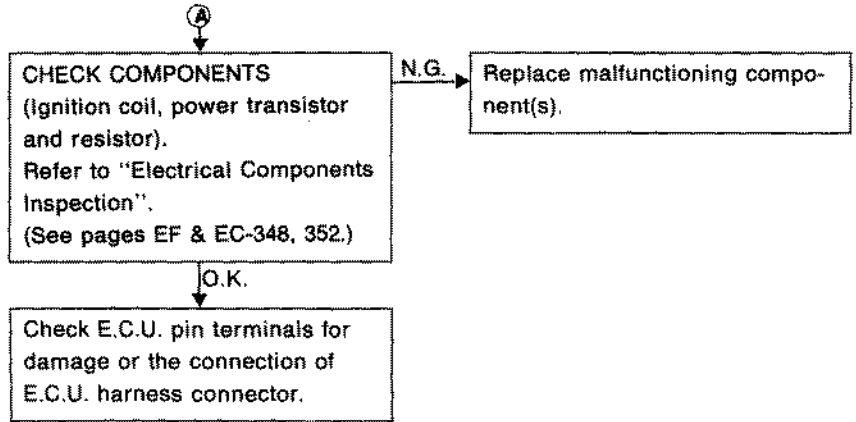 A
CHECK COMPONENTS
(Ignition coil, power transistor
and resistor).
Refer to "Electrical Components
Inspection".
(See pages EF & EC-348, 352.)
N.G.
Replace malfunctioning compo-
nent(s).
O.K.
Check E.C.U. pin terminals for
damage or the connection of
E.C.U. harness connector.